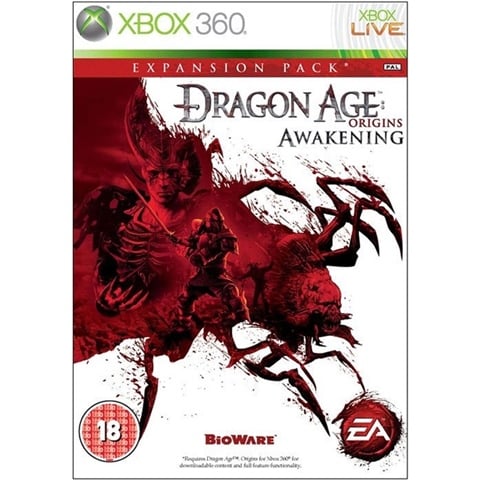 XBOX 360
XBOX
LIVE
EXPANSION PACK*
PAL
DRAGON AGE:
ORIGINS
AWAKENING
18
BIOWARE
EA
*Requires Dragon Age™: Origins for Xbox 360® for
downloadable content and full feature-functionality.